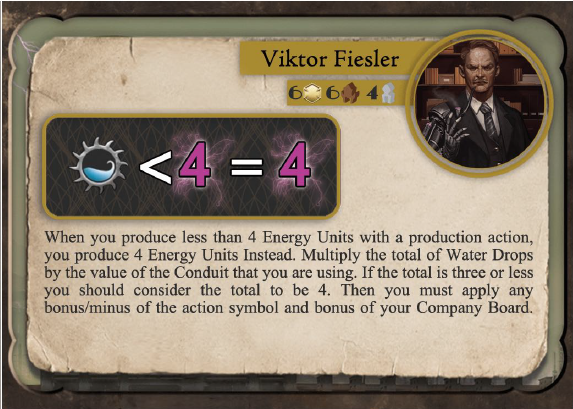 Viktor Fiesler
6 6 4
<4 = 4
When you produce less than 4 Energy Units with a production action,
you produce 4 Energy Units Instead. Multiply the total of Water Drops
by the value of the Conduit that you are using. If the total is three or less
you should consider the total to be 4. Then you must apply any
bonus/minus of the action symbol and bonus of your Company Board.